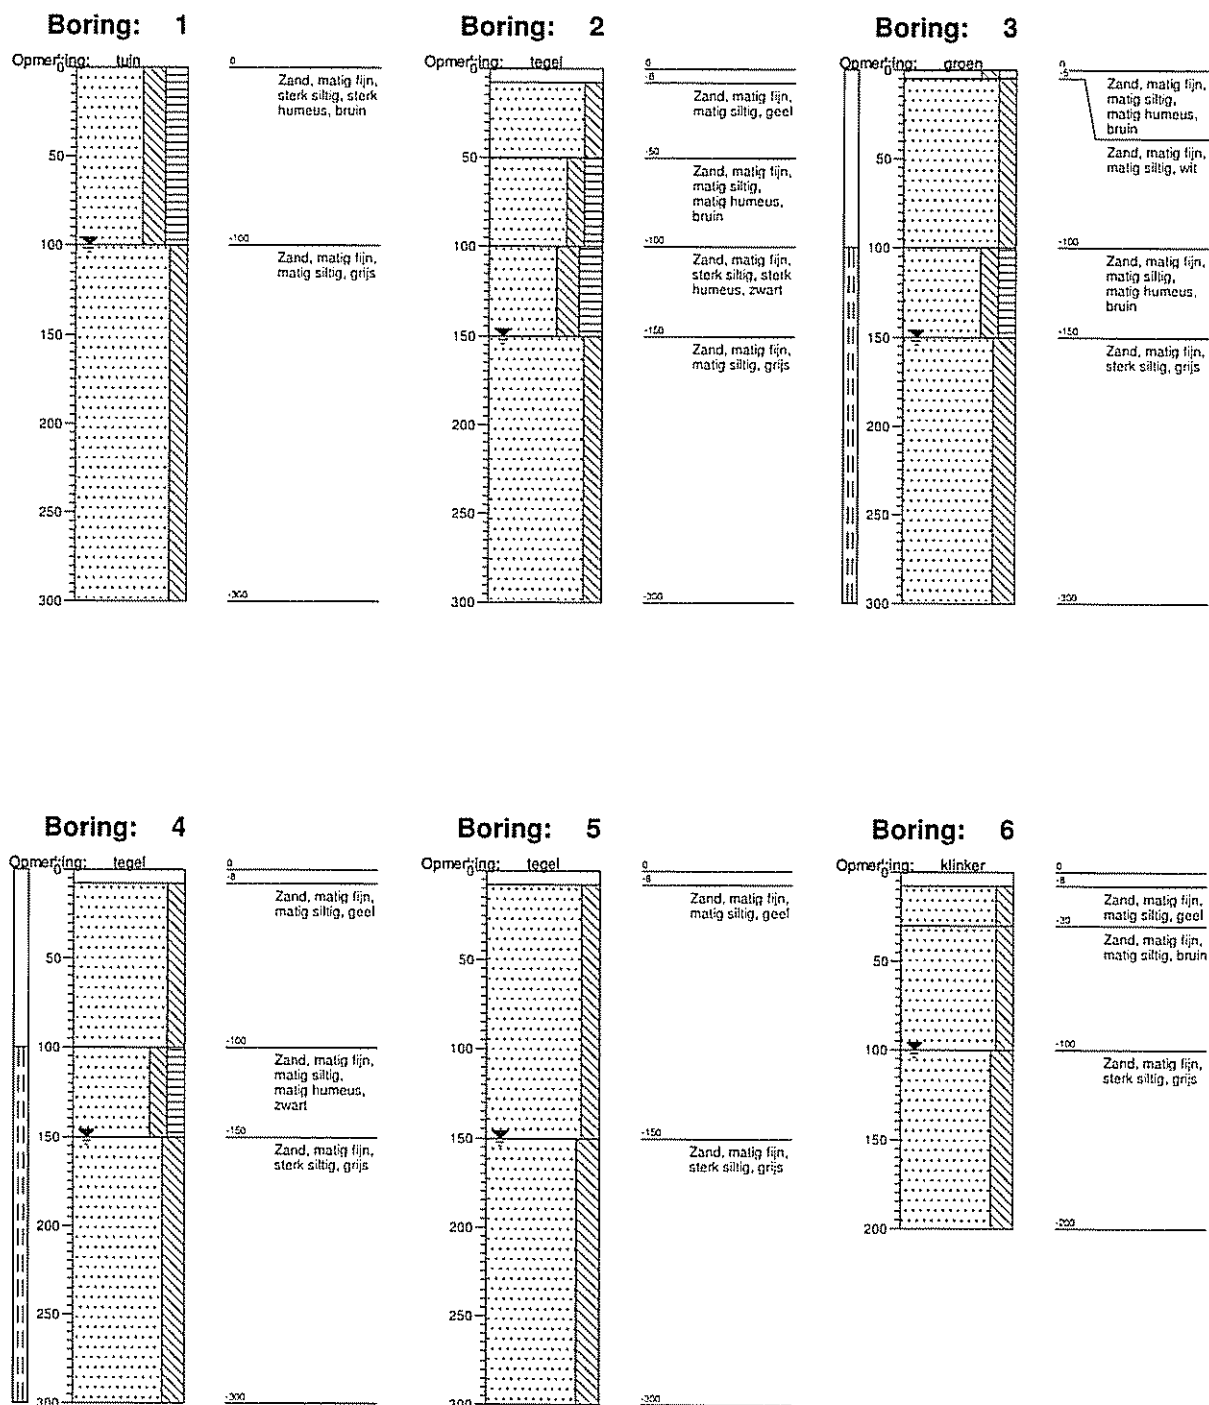 Boring: 1
Opmerking: tuin
0
50
100
150
200
250
300
0
Zand, matig fijn,
sterk siltig, sterk
humeus, bruin
-100
Zand, matig fijn,
matig siltig, grijs
-300
Boring: 2
Opmerking: tegel
0
50
100
150
200
250
300
0
-8
Zand, matig fijn,
matig siltig, geel
-50
Zand, matig fijn,
matig siltig,
matig humeus,
bruin
-100
Zand, matig fijn,
sterk siltig, sterk
humeus, zwart
-150
Zand, matig fijn,
matig siltig, grijs
-300
Boring: 3
Opmerking: groen
0
50
100
150
200
250
300
0
-5
Zand, matig fijn,
matig siltig,
matig humeus,
bruin
Zand, matig fijn,
matig siltig, wit
-100
Zand, matig fijn,
matig siltig,
matig humeus,
bruin
-150
Zand, matig fijn,
sterk siltig, grijs
-300
Boring: 4
Opmerking: tegel
0
50
100
150
200
250
300
0
-8
Zand, matig fijn,
matig siltig, geel
-100
Zand, matig fijn,
matig siltig,
matig humeus,
zwart
-150
Zand, matig fijn,
sterk siltig, grijs
-300
Boring: 5
Opmerking: tegel
0
50
100
150
200
250
300
0
-8
Zand, matig fijn,
matig siltig, geel
-150
Zand, matig fijn,
sterk siltig, grijs
-300
Boring: 6
Opmerking: klinker
0
50
100
150
200
0
-8
Zand, matig fijn,
matig siltig, geel
-30
Zand, matig fijn,
matig siltig, bruin
-100
Zand, matig fijn,
sterk siltig, grijs
-200